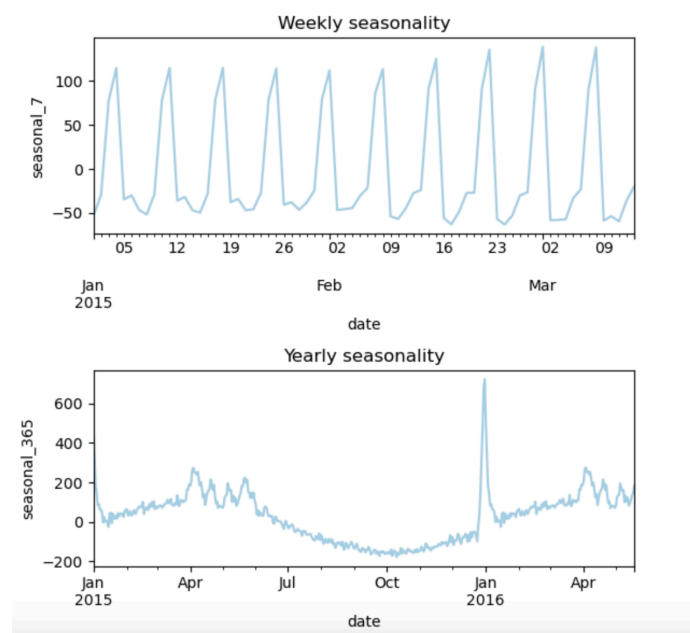 Weekly seasonality
seasonal_7
100
50
0
−50
05 12 19 26 02 09 16 23 02 09
Jan Feb Mar
2015
date
Yearly seasonality
seasonal_365
600
400
200
0
−200
Jan Apr Jul Oct Jan Apr
2015 2016
date